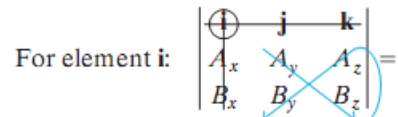 i j k
For element i: A_x A_y A_z =
B_x B_y B_z